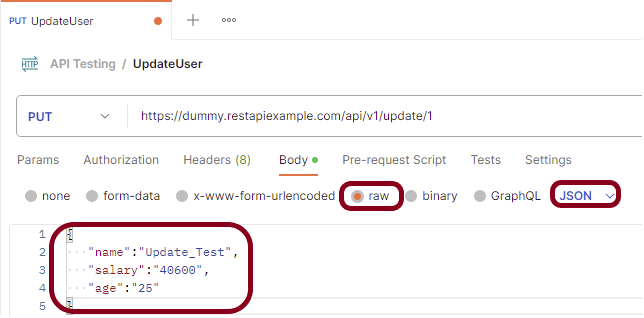 PUT UpdateUser
HTTP API Testing / UpdateUser
PUT https://dummy.restapiexample.com/api/v1/update/1
Params Authorization Headers (8) Body Pre-request Script Tests Settings
none form-data x-www-form-urlencoded raw binary GraphQL JSON
1 {
2 "name":"Update_Test",
3 "salary":"40600",
4 "age":"25"
5 }